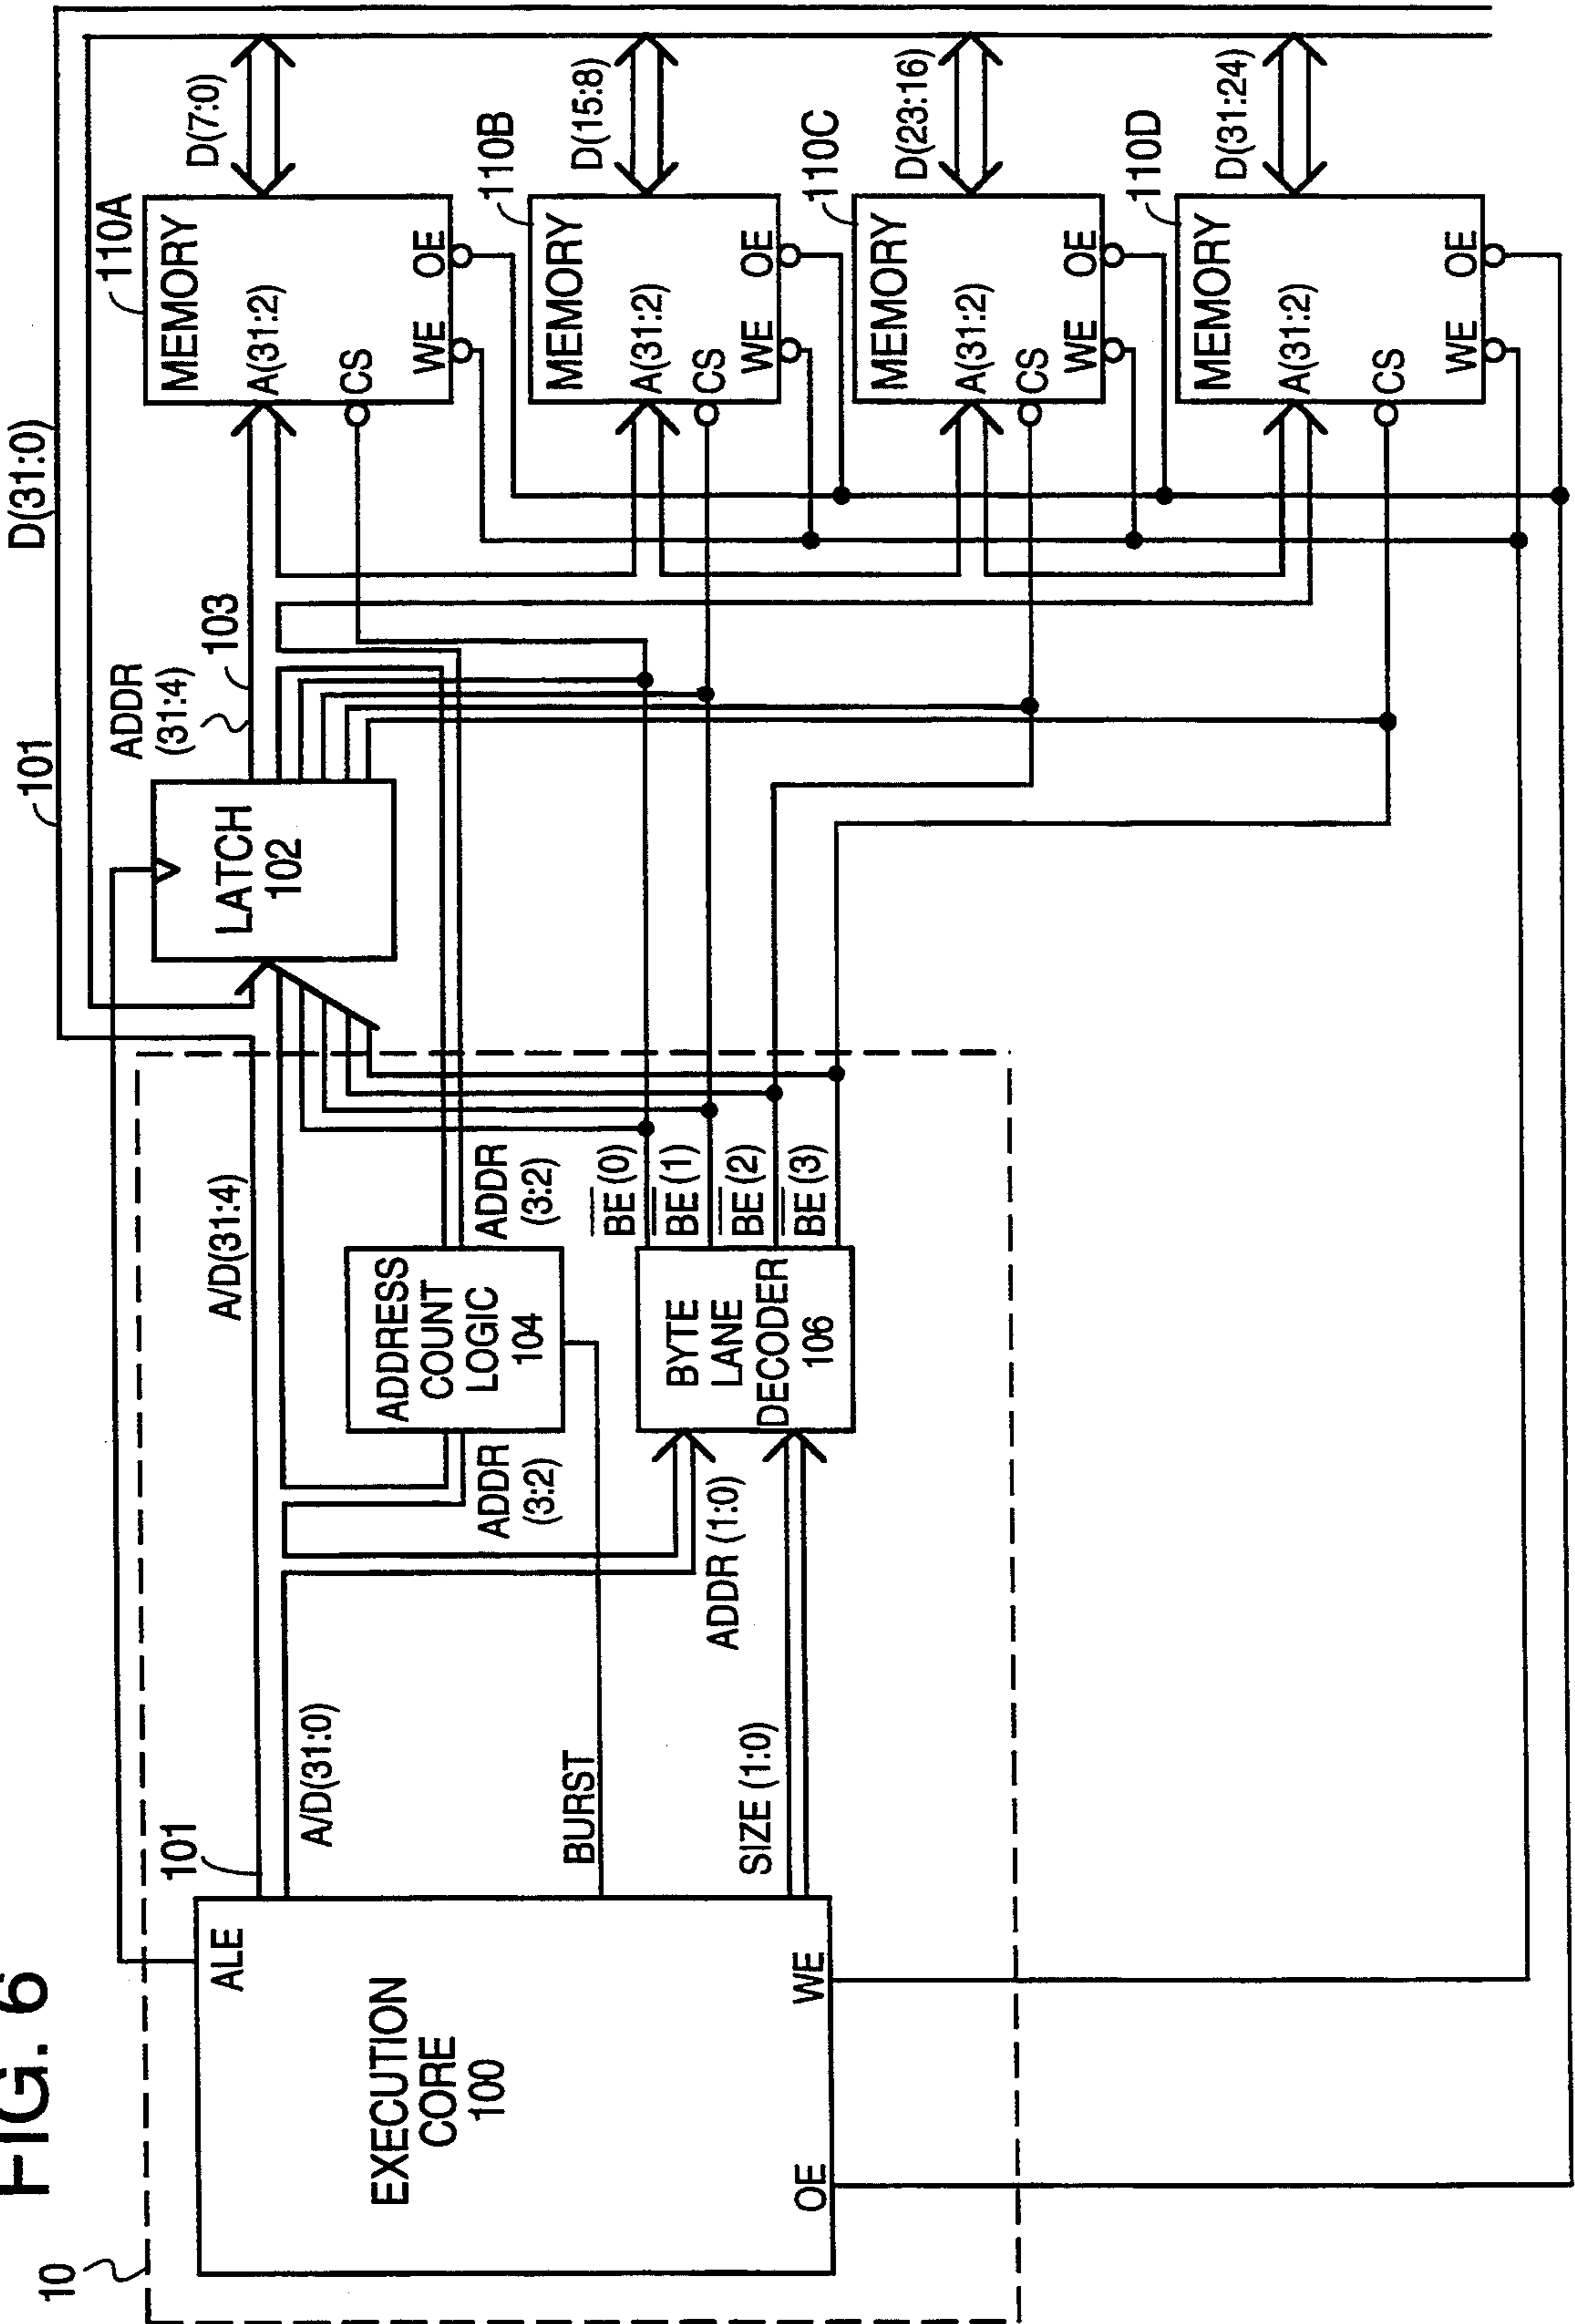 FIG. 6
D(31:0)
101
10
ALE
EXECUTION
CORE
100
OE
WE
101
A/D(31:0)
BURST
SIZE (1:0)
A/D(31:4)
ADDR
(3:2)
ADDR (1:0)
ADDRESS
COUNT
LOGIC
104
BYTE
LANE
DECODER
106
ADDR
(3:2)
BE (0)
BE (1)
BE (2)
BE (3)
LATCH
102
ADDR
(31:4)
103
110A
MEMORY
A(31:2)
CS
WE
OE
D(7:0)
110B
MEMORY
A(31:2)
CS
WE
OE
D(15:8)
110C
MEMORY
A(31:2)
CS
WE
OE
D(23:16)
110D
MEMORY
A(31:2)
CS
WE
OE
D(31:24)